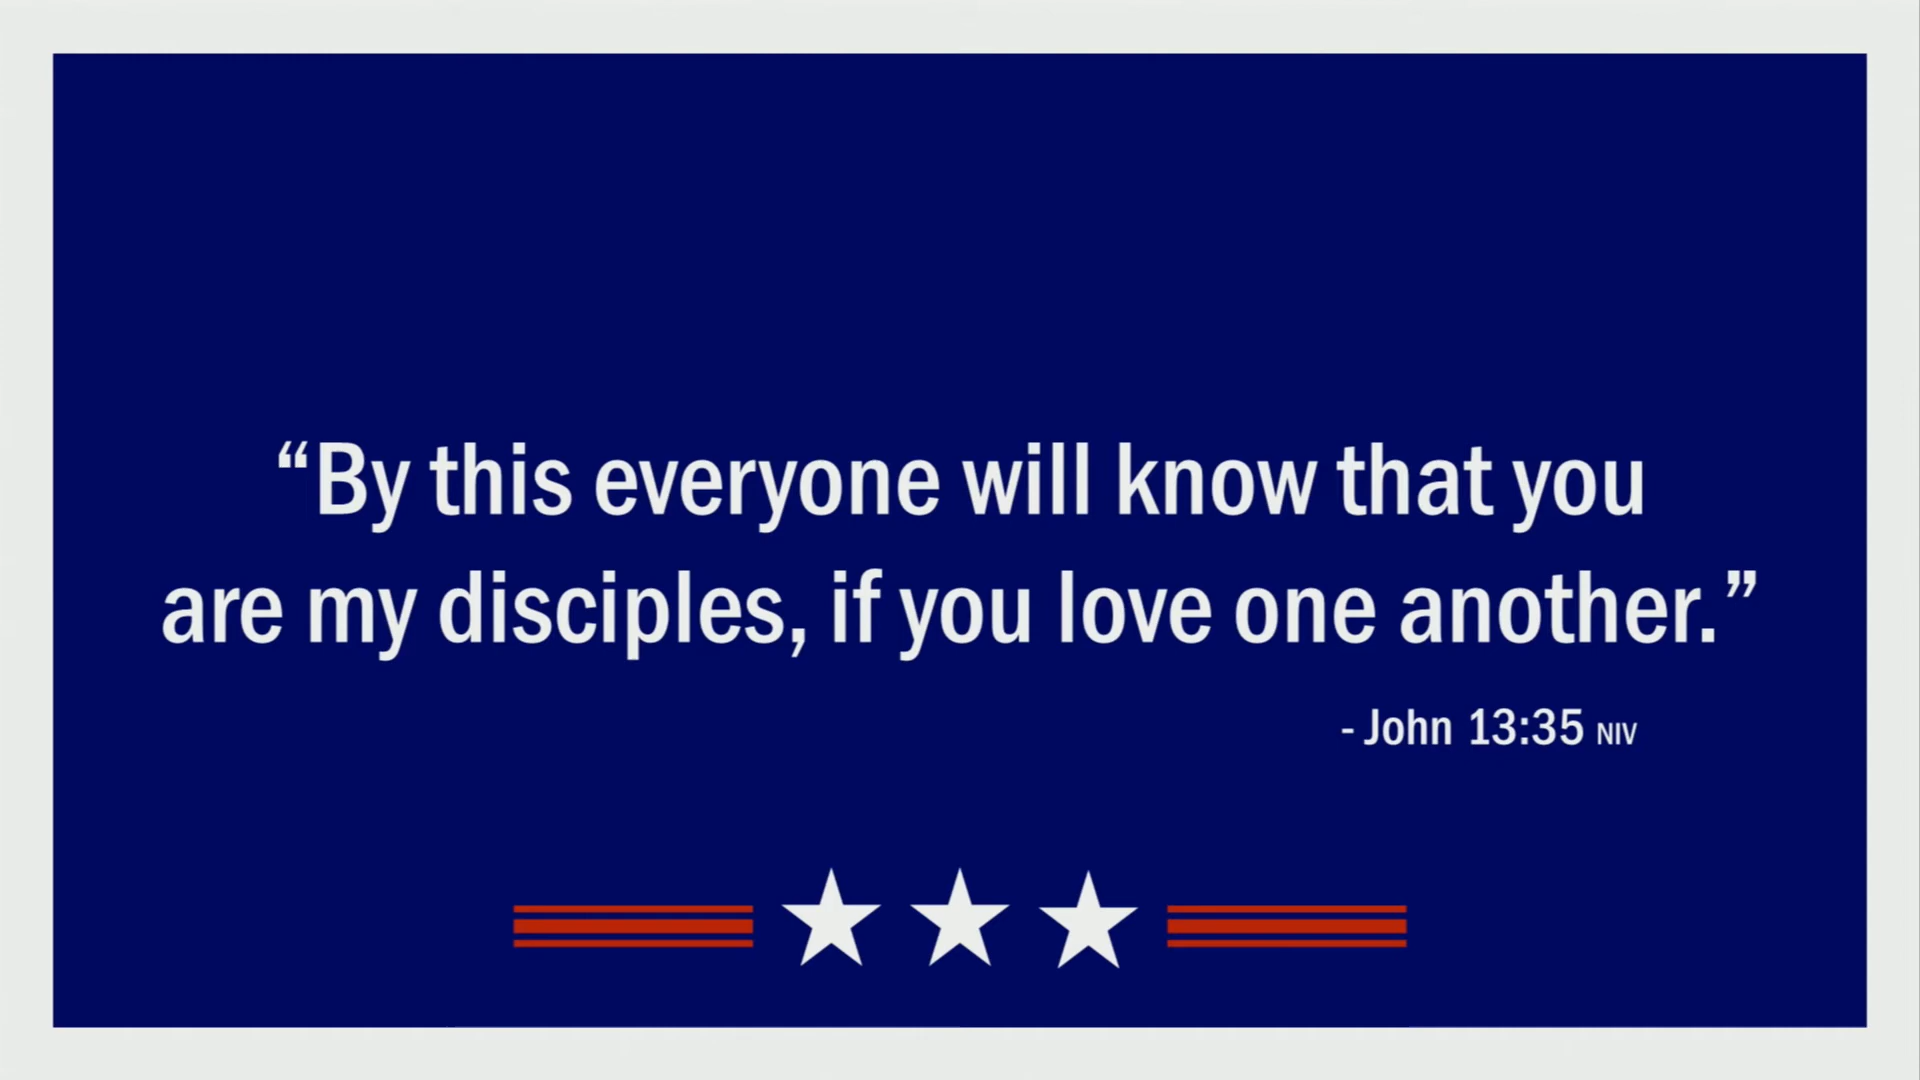 “By this everyone will know that you
are my disciples, if you love one another.”
- John 13:35 NIV